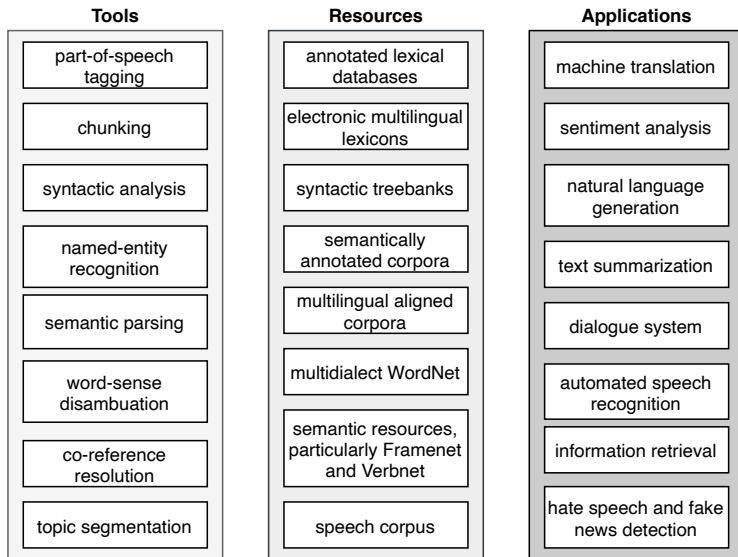 Tools
part-of-speech
tagging
chunking
syntactic analysis
named-entity
recognition
semantic parsing
word-sense
disambuation
co-reference
resolution
topic segmentation
Resources
annotated lexical
databases
electronic multilingual
lexicons
syntactic treebanks
semantically
annotated corpora
multilingual aligned
corpora
multidialect WordNet
semantic resources,
particularly Framenet
and Verbnet
speech corpus
Applications
machine translation
sentiment analysis
natural language
generation
text summarization
dialogue system
automated speech
recognition
information retrieval
hate speech and fake
news detection